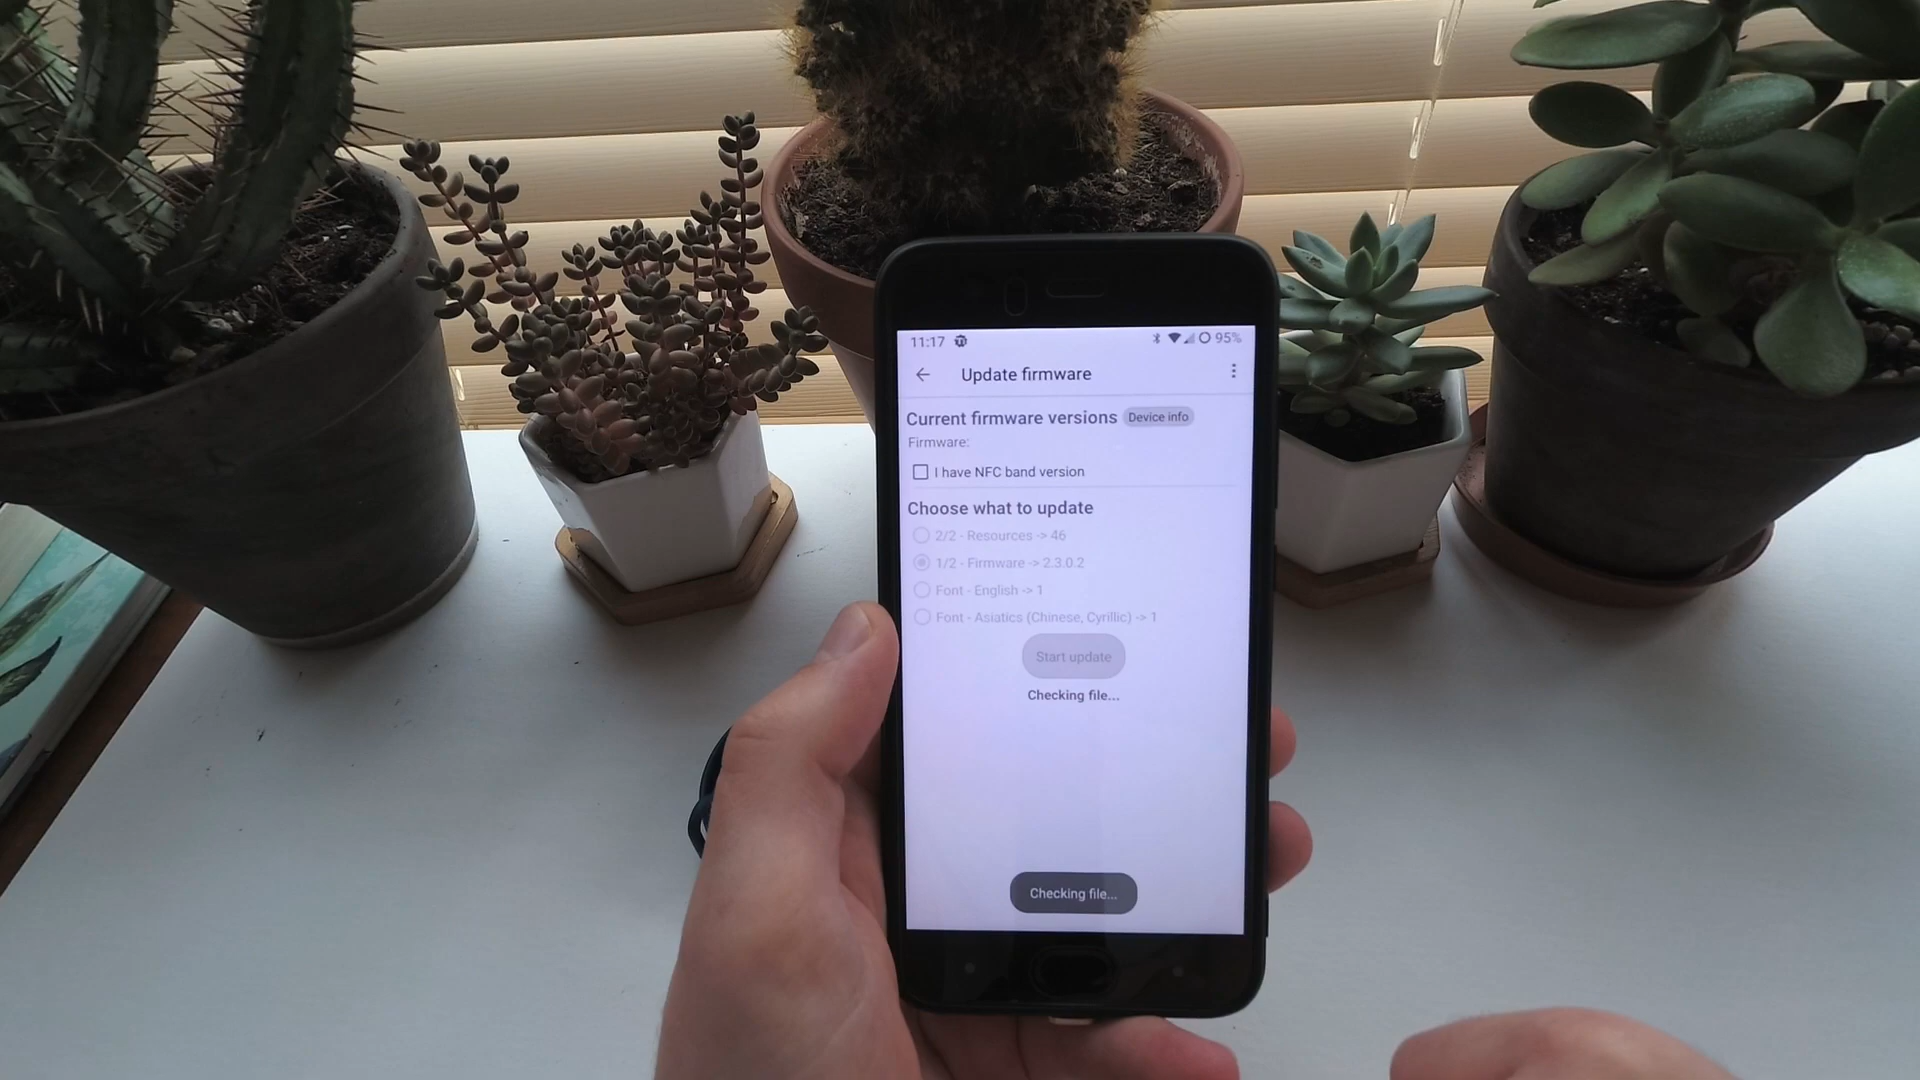 11:17 95%
Update firmware
Current firmware versions Device info
Firmware:
I have NFC band version
Choose what to update
2/2 - Resources -> 46
1/2 - Firmware -> 2.3.0.2
Font - English -> 1
Font - Asiatics (Chinese, Cyrillic) -> 1
Start update
Checking file...
Checking file...